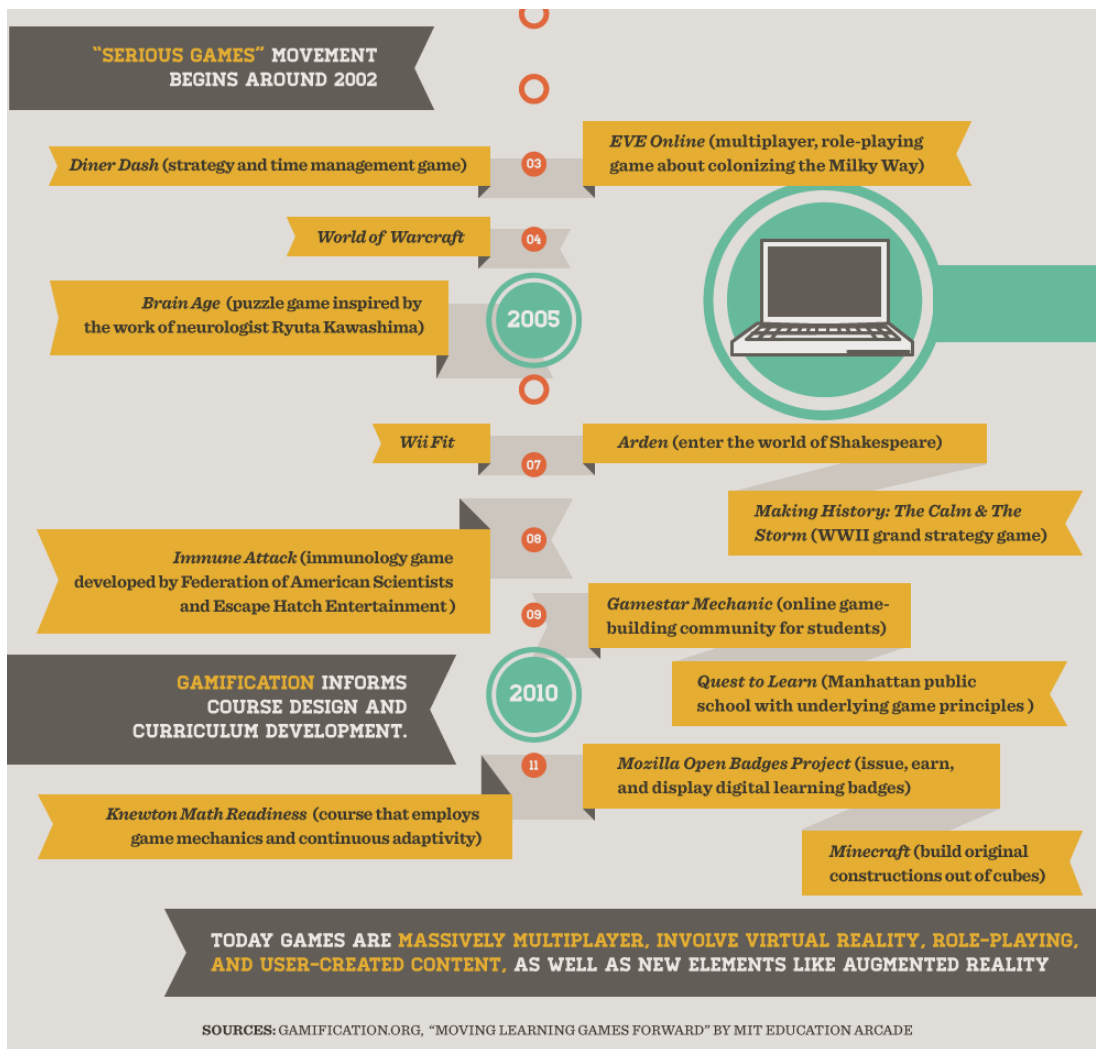 “SERIOUS GAMES” MOVEMENT
BEGINS AROUND 2002
03
Diner Dash (strategy and time management game)
EVE Online (multiplayer, role-playing
game about colonizing the Milky Way)
04
World of Warcraft
2005
Brain Age (puzzle game inspired by
the work of neurologist Ryuta Kawashima)
07
Wii Fit
Arden (enter the world of Shakespeare)
Making History: The Calm & The
Storm (WWII grand strategy game)
08
Immune Attack (immunology game
developed by Federation of American Scientists
and Escape Hatch Entertainment )
09
Gamestar Mechanic (online game-
building community for students)
Quest to Learn (Manhattan public
school with underlying game principles )
2010
GAMIFICATION INFORMS
COURSE DESIGN AND
CURRICULUM DEVELOPMENT.
11
Mozilla Open Badges Project (issue, earn,
and display digital learning badges)
Knewton Math Readiness (course that employs
game mechanics and continuous adaptivity)
Minecraft (build original
constructions out of cubes)
TODAY GAMES ARE MASSIVELY MULTIPLAYER, INVOLVE VIRTUAL REALITY, ROLE-PLAYING,
AND USER-CREATED CONTENT, AS WELL AS NEW ELEMENTS LIKE AUGMENTED REALITY
SOURCES: GAMIFICATION.ORG, “MOVING LEARNING GAMES FORWARD” BY MIT EDUCATION ARCADE